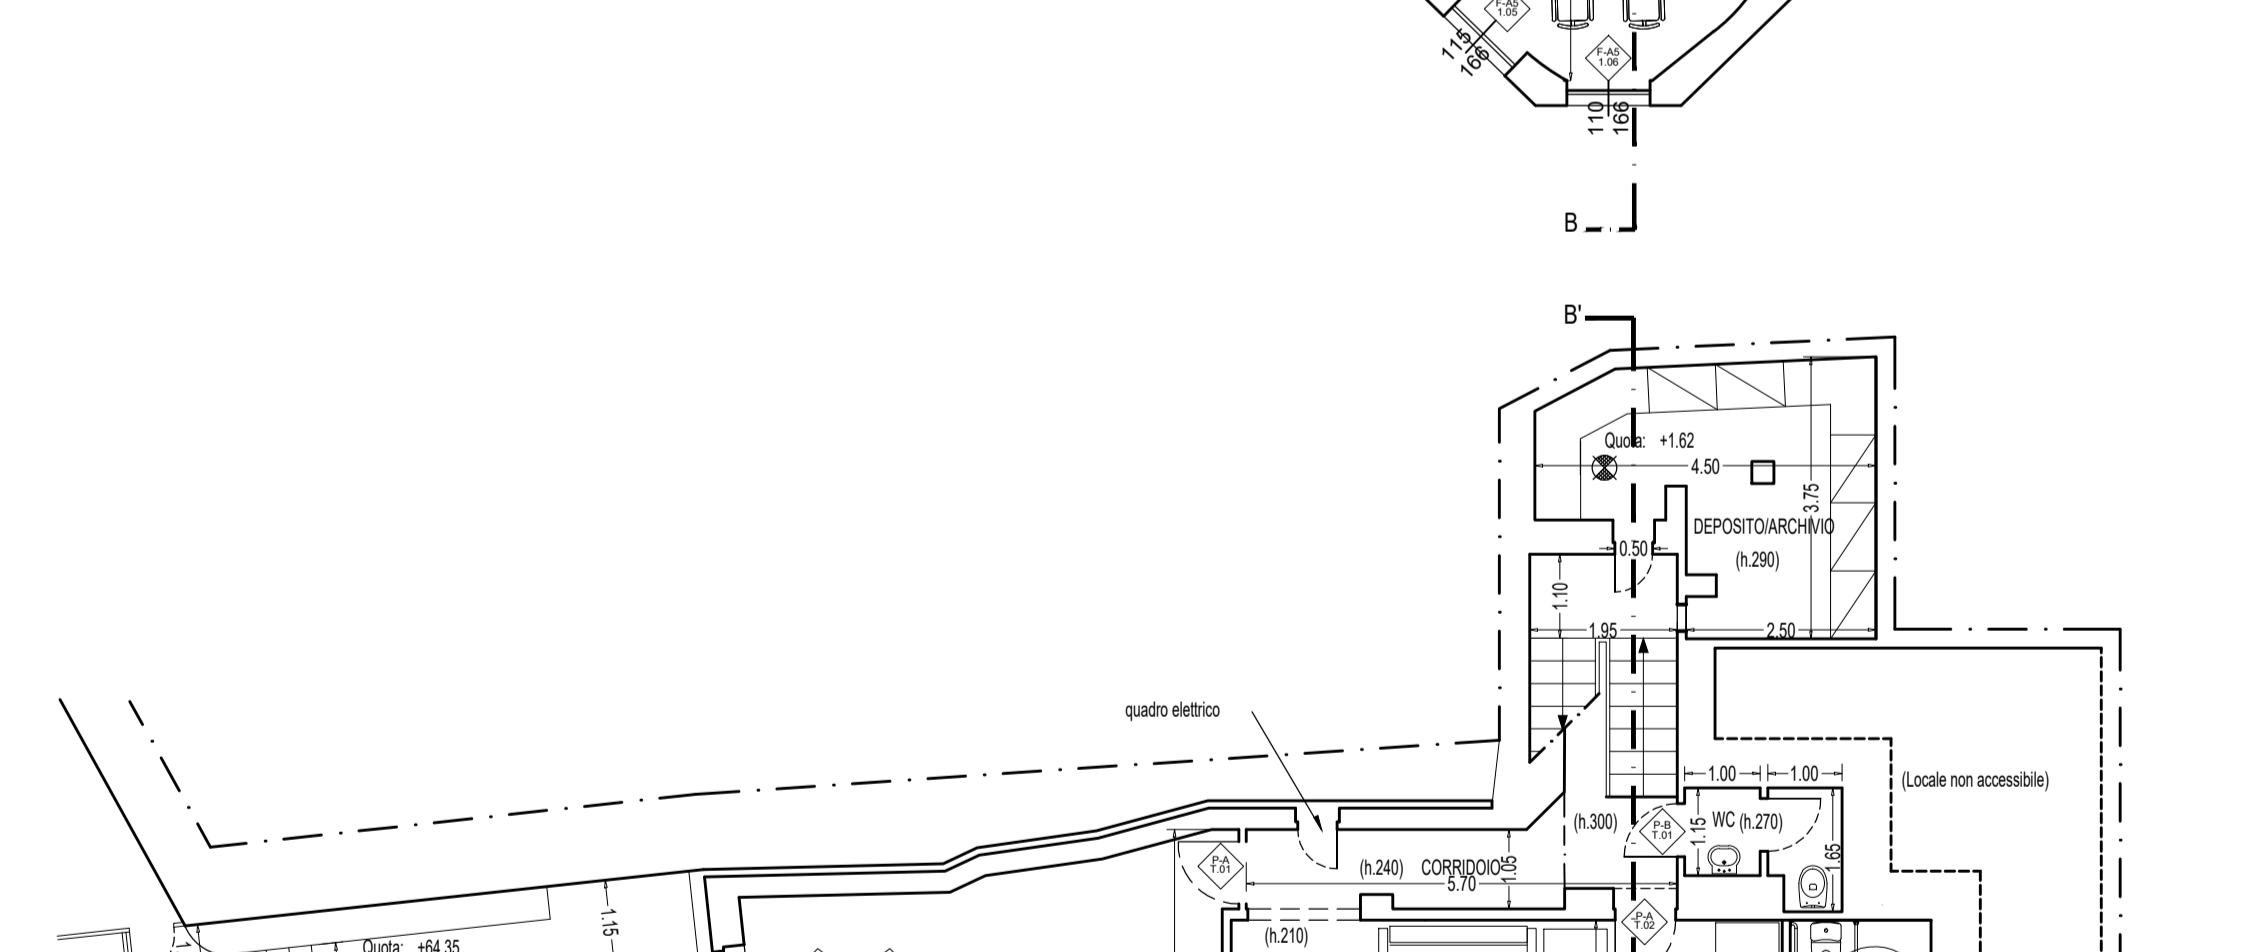 F-A5
1.05
115
166
F-A5
1.06
110
166
B
B'
Quota: +1.62
4.50
3.75
DEPOSITO/ARCHIVIO
(h.290)
0.50
1.10
1.95
2.50
quadro elettrico
1.00
1.00
(Locale non accessibile)
(h.300)
P-B
T.01
1.15
WC (h.270)
1.65
P-A
T.01
(h.240)
CORRIDOIO
1.05
5.70
P-A
T.02
(h.210)
1.15
Quota: +64.35